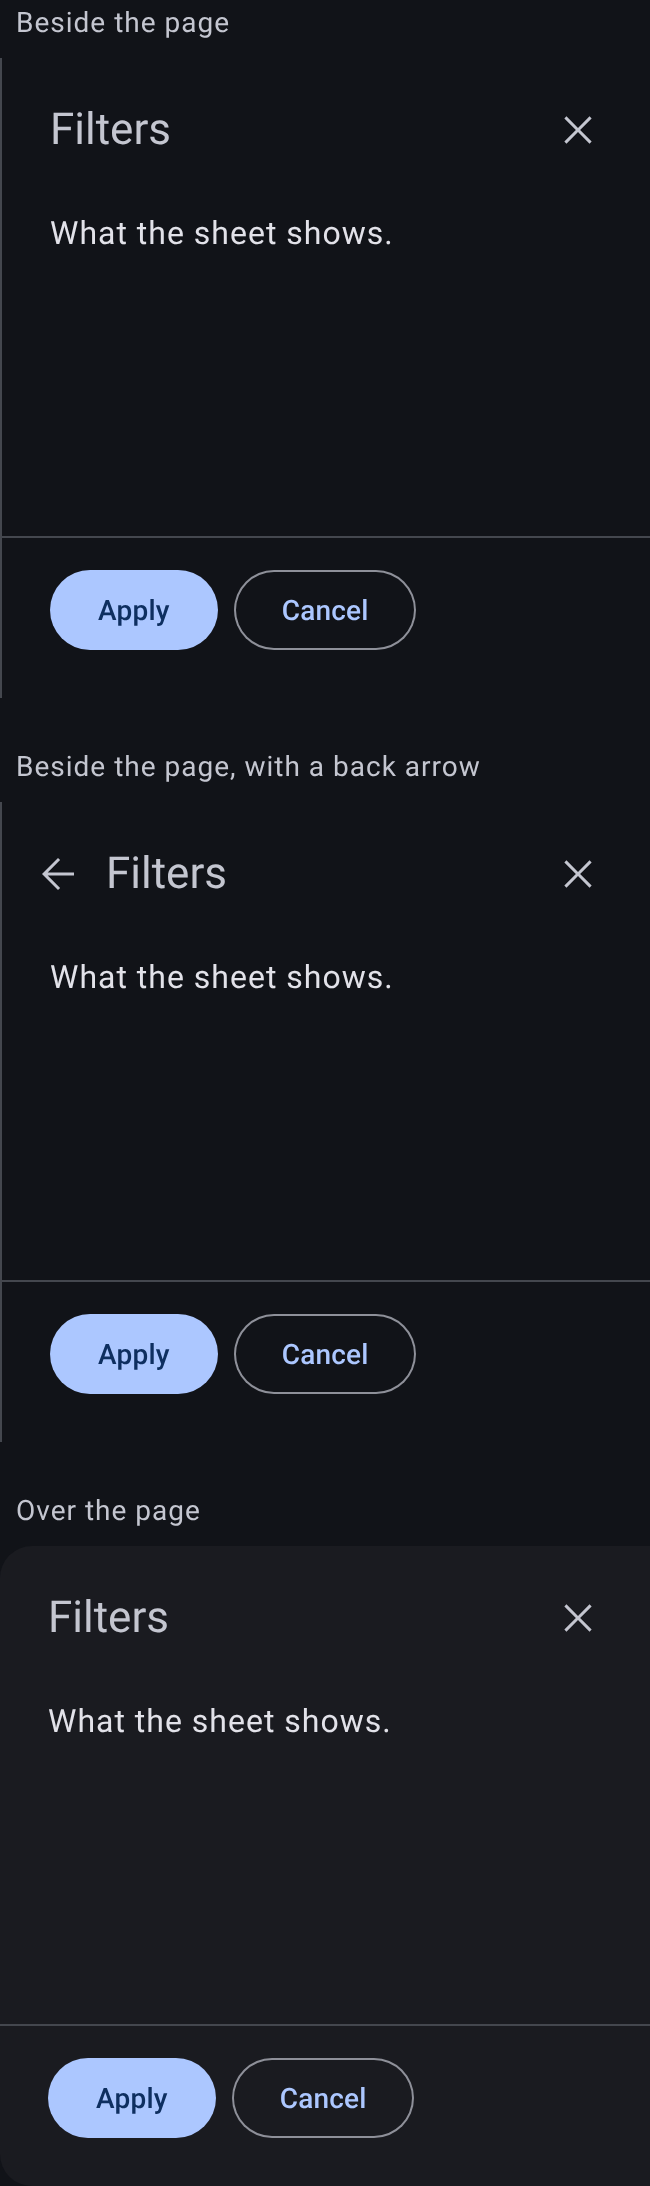 Beside the page
Filters
What the sheet shows.
Apply Cancel
Beside the page, with a back arrow
Filters
What the sheet shows.
Apply Cancel
Over the page
Filters
What the sheet shows.
Apply Cancel